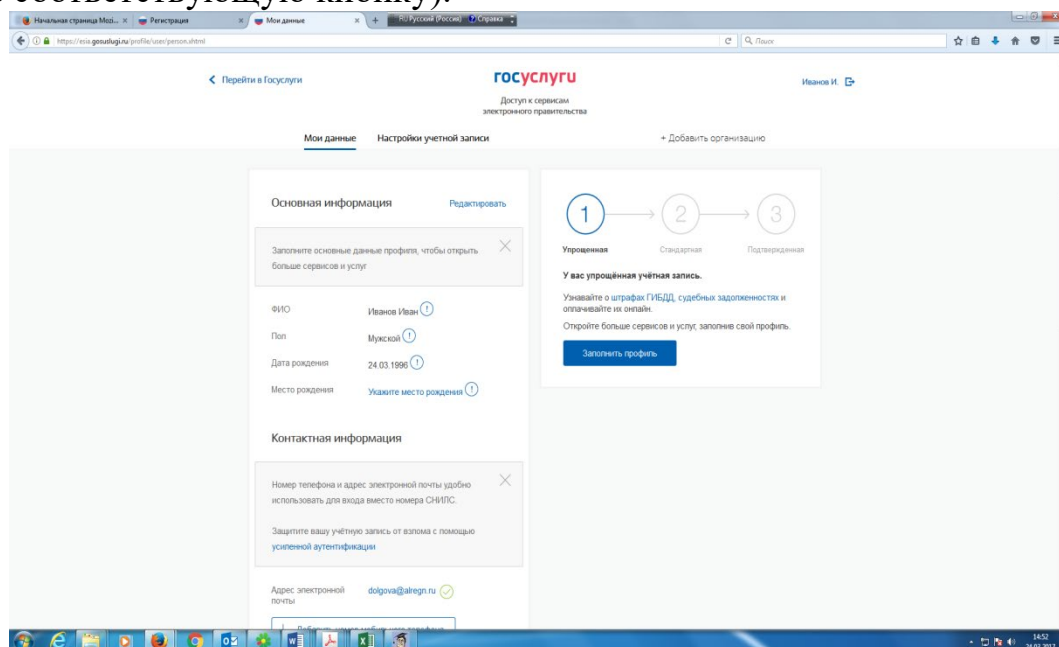 соответствующую кнопку).
Начальная страница Mozi...
Регистрация
Мои данные
RU Русский (Россия)
Справка
https://esia.gosuslugi.ru/profile/user/person.xhtml
Поиск
Перейти в Госуслуги
госуслуги
Иванов И.
Доступ к сервисам
электронного правительства
Мои данные
Настройки учетной записи
+ Добавить организацию
Основная информация
Редактировать
Заполните основные данные профиля, чтобы открыть
больше сервисов и услуг
ФИО Иванов Иван
Пол Мужской
Дата рождения 24.03.1996
Место рождения Укажите место рождения
Контактная информация
Номер телефона и адрес электронной почты удобно
использовать для входа вместо номера СНИЛС.
Защитите вашу учётную запись от взлома с помощью
усиленной аутентификации
Адрес электронной
почты
dolgova@alregn.ru
1 2 3
Упрощенная Стандартная Подтвержденная
У вас упрощённая учётная запись.
Узнавайте о штрафах ГИБДД, судебных задолженностях и
оплачивайте их онлайн.
Откройте больше сервисов и услуг, заполнив свой профиль.
Заполнить профиль
14:52